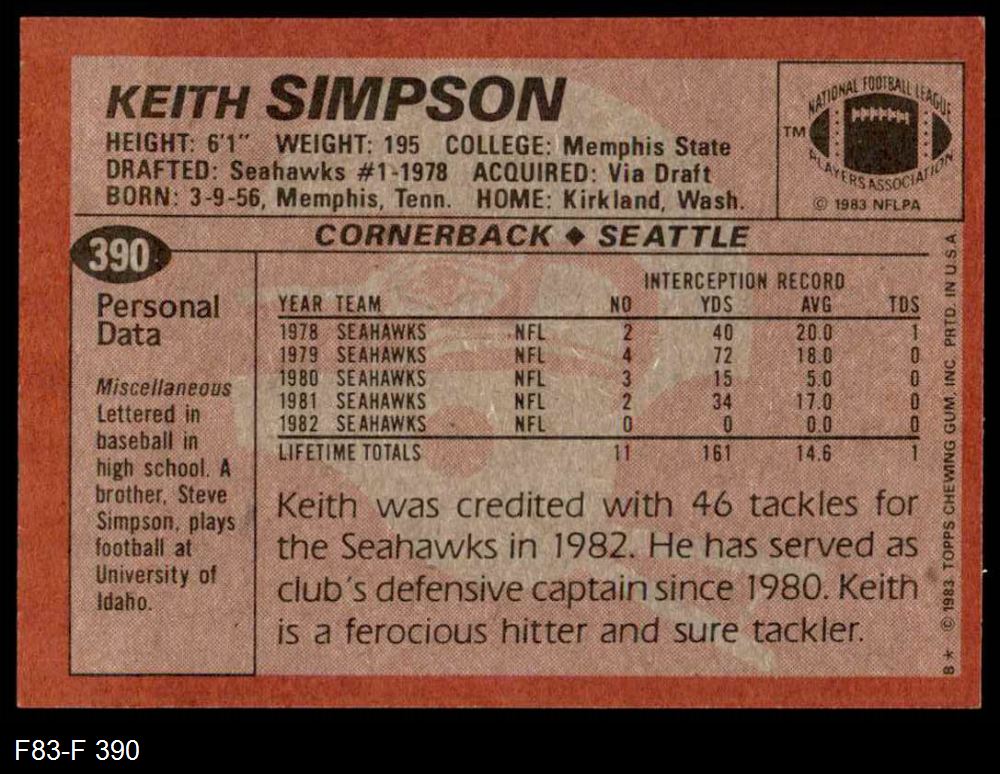 KEITH SIMPSON
HEIGHT: 6'1" WEIGHT: 195 COLLEGE: Memphis State
DRAFTED: Seahawks #1-1978 ACQUIRED: Via Draft
BORN: 3-9-56, Memphis, Tenn. HOME: Kirkland, Wash.
NATIONAL FOOTBALL LEAGUE
TM
PLAYERS ASSOCIATION
© 1983 NFLPA
CORNERBACK ♦ SEATTLE
390
Personal
Data
Miscellaneous
Lettered in
baseball in
high school. A
brother, Steve
Simpson, plays
football at
University of
Idaho.
INTERCEPTION RECORD
YEAR TEAM NO YDS AVG TDS
1978 SEAHAWKS NFL 2 40 20.0 1
1979 SEAHAWKS NFL 4 72 18.0 0
1980 SEAHAWKS NFL 3 15 5.0 0
1981 SEAHAWKS NFL 2 34 17.0 0
1982 SEAHAWKS NFL 0 0 0.0 0
LIFETIME TOTALS 11 161 14.6 1
Keith was credited with 46 tackles for
the Seahawks in 1982. He has served as
club's defensive captain since 1980. Keith
is a ferocious hitter and sure tackler.
B* © 1983 TOPPS CHEWING GUM, INC. PRTD. IN U.S.A.
F83-F 390